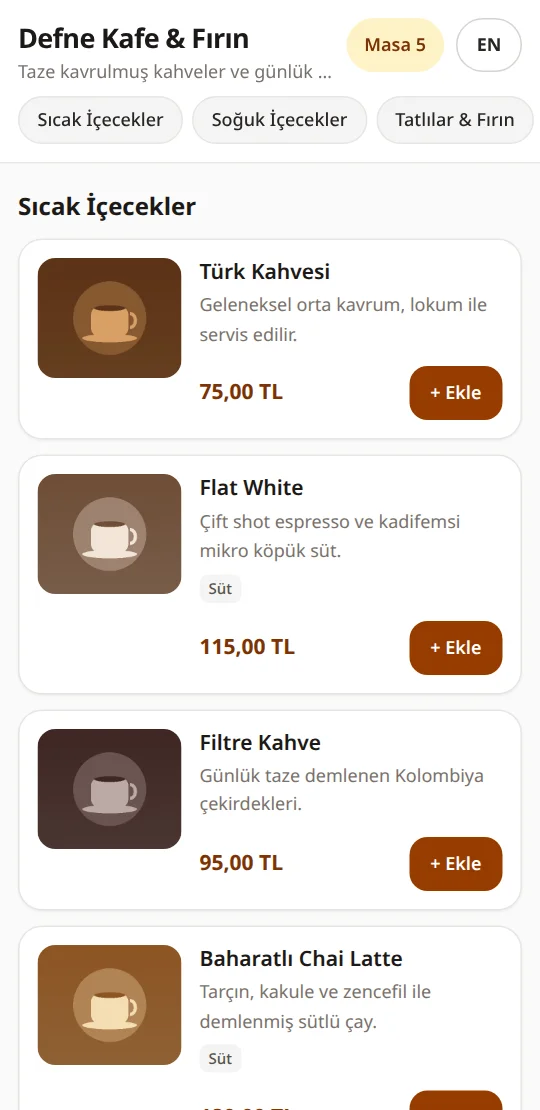 Defne Kafe & Fırın
Taze kavrulmuş kahveler ve günlük ...
Masa 5
EN
Sıcak İçecekler
Soğuk İçecekler
Tatlılar & Fırın
Sıcak İçecekler
Türk Kahvesi
Geleneksel orta kavrum, lokum ile
servis edilir.
75,00 TL
+ Ekle
Flat White
Çift shot espresso ve kadifemsi
mikro köpük süt.
Süt
115,00 TL
+ Ekle
Filtre Kahve
Günlük taze demlenen Kolombiya
çekirdekleri.
95,00 TL
+ Ekle
Baharatlı Chai Latte
Tarçın, kakule ve zencefil ile
demlenmiş sütlü çay.
Süt